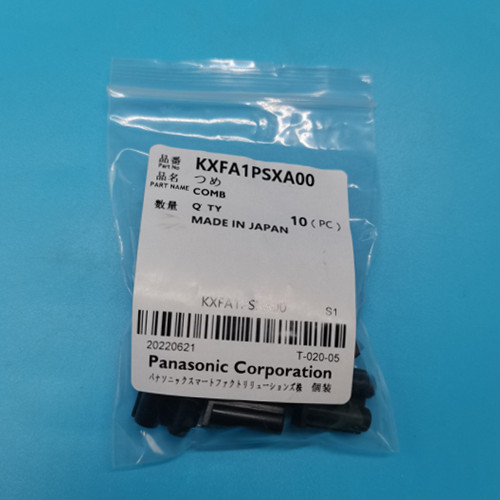 品番 KXFA1PSXA00
Part No
品名 つめ
PART NAME COMB
数量 Q'TY 10 (PC)
MADE IN JAPAN
S1
20220621 T-020-05
Panasonic Corporation
パナソニックスマートファクトリソリューションズ㈱ 個装